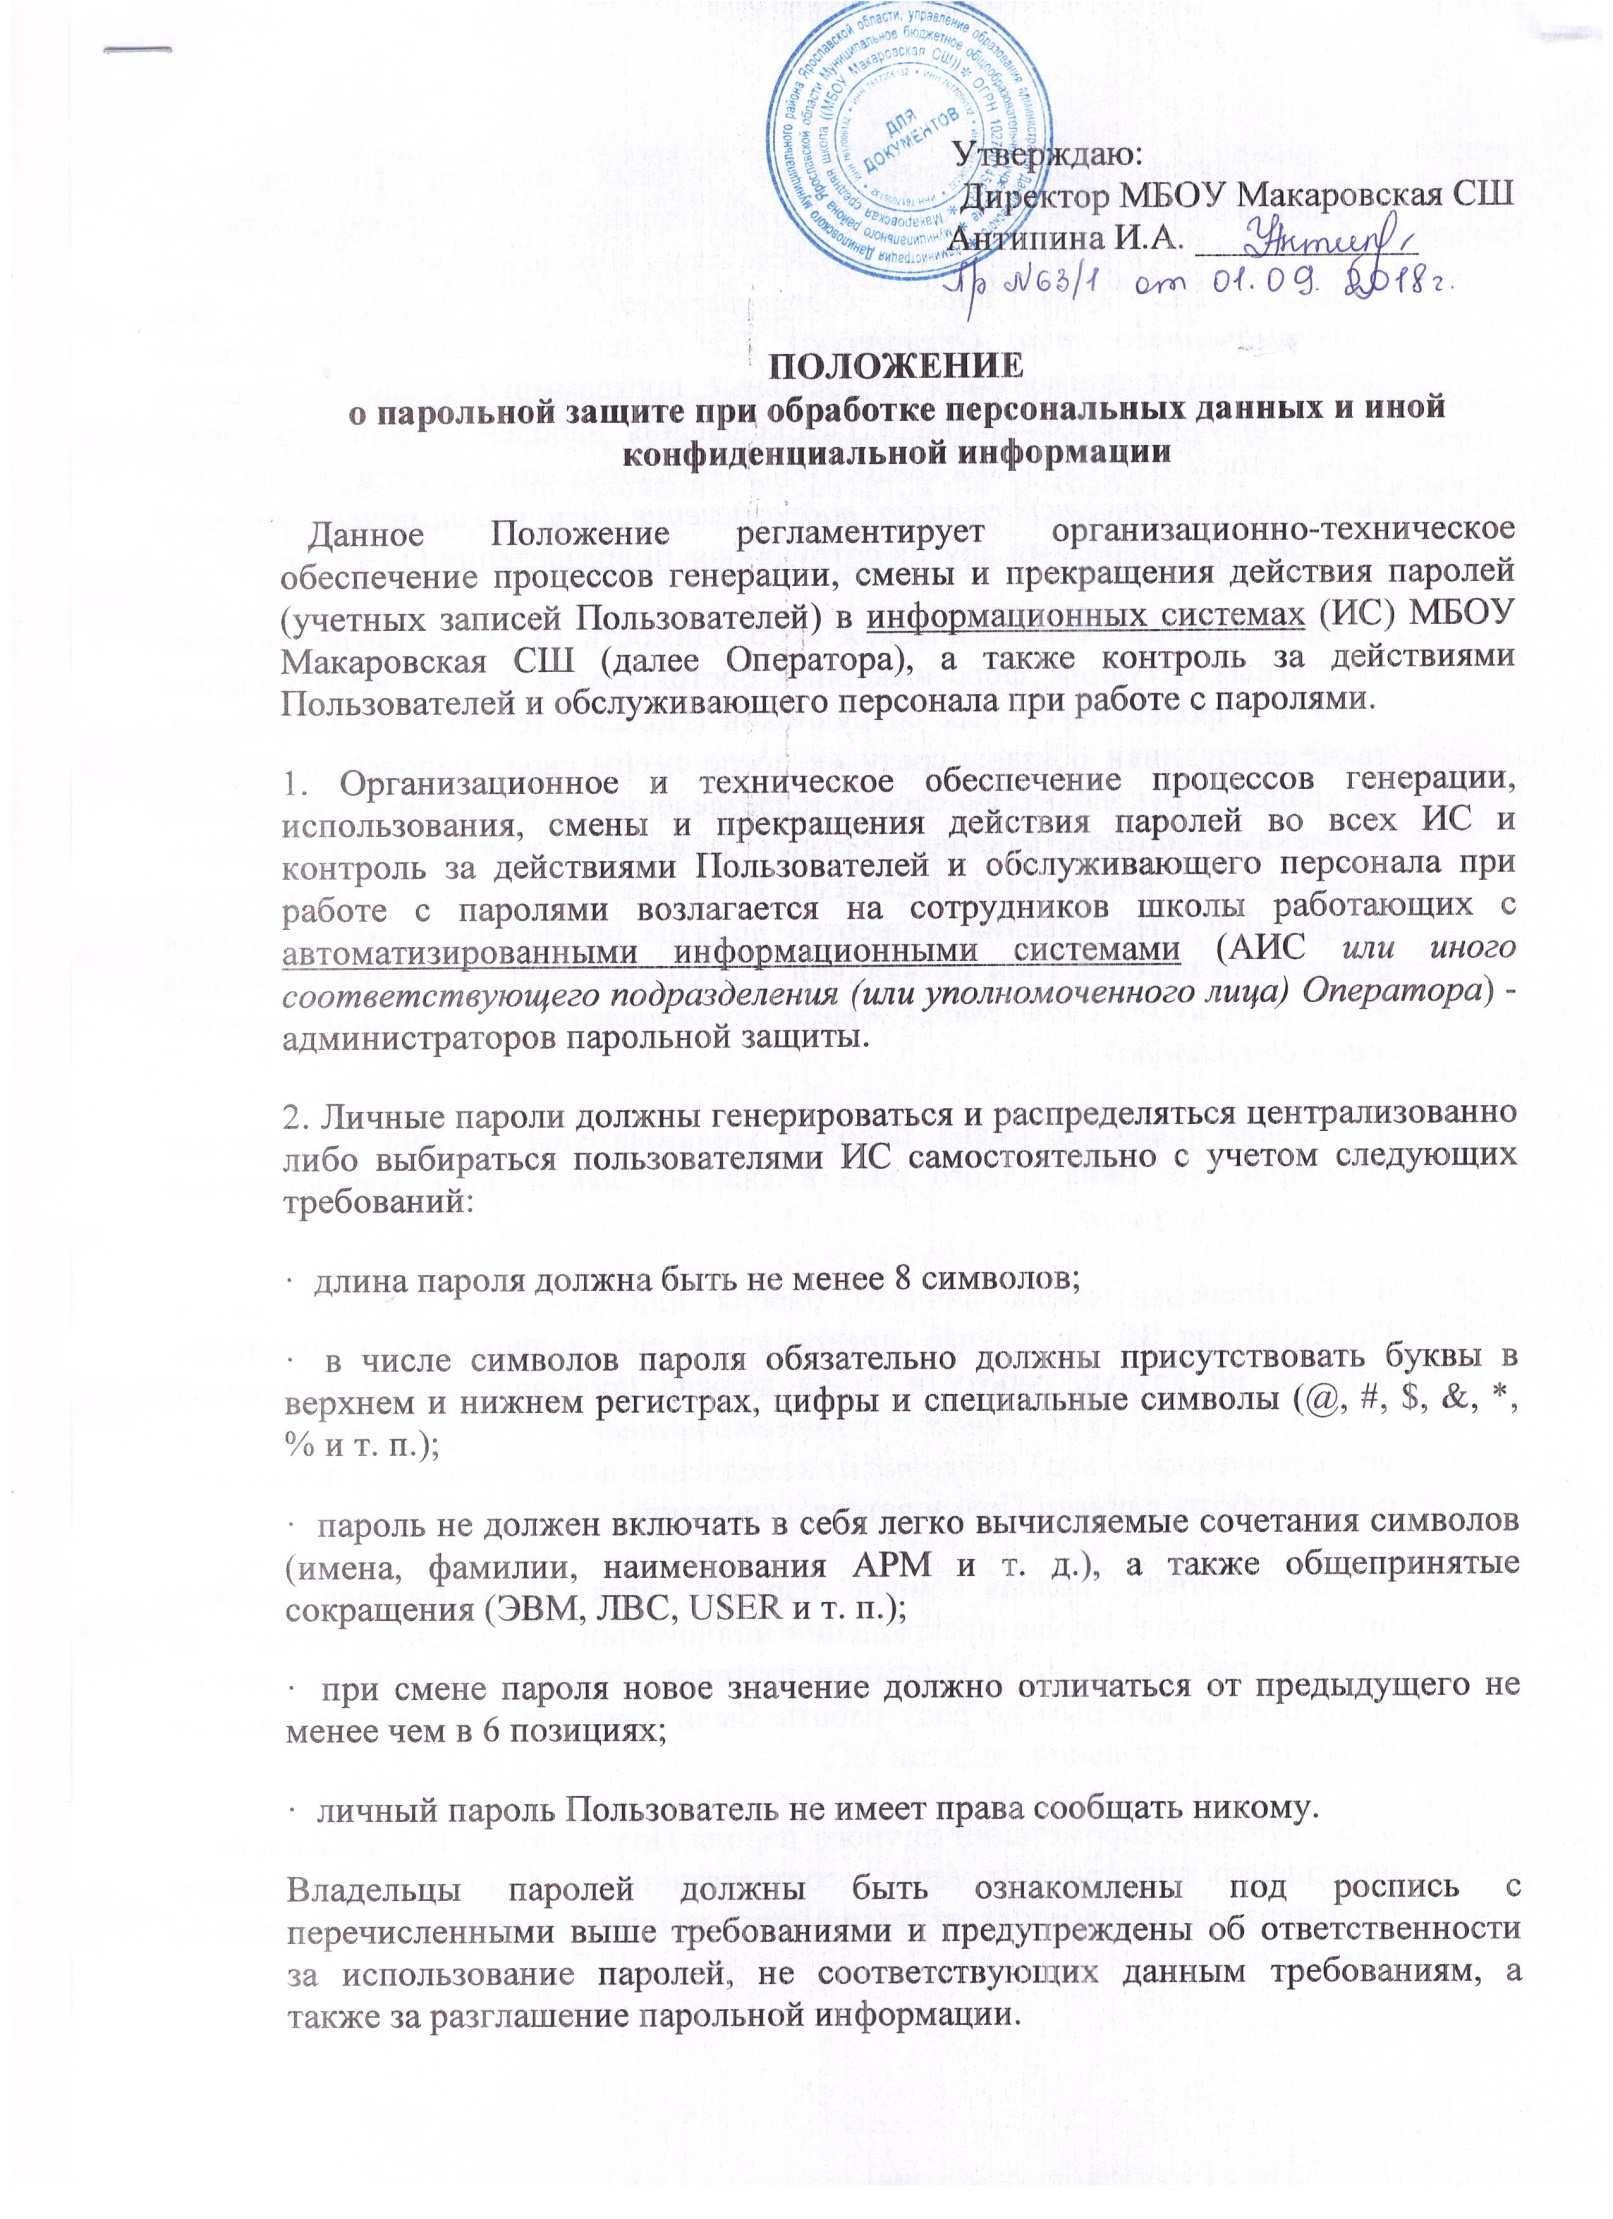 ДЛЯ
ДОКУМЕНТОВ
Утверждаю:
Директор МБОУ Макаровская СШ
Антипина И.А.
Пр №63/1 от 01.09.2018г.
ПОЛОЖЕНИЕ
о парольной защите при обработке персональных данных и иной
конфиденциальной информации
Данное Положение регламентирует организационно-техническое
обеспечение процессов генерации, смены и прекращения действия паролей
(учетных записей Пользователей) в информационных системах (ИС) МБОУ
Макаровская СШ (далее Оператора), а также контроль за действиями
Пользователей и обслуживающего персонала при работе с паролями.
1. Организационное и техническое обеспечение процессов генерации,
использования, смены и прекращения действия паролей во всех ИС и
контроль за действиями Пользователей и обслуживающего персонала при
работе с паролями возлагается на сотрудников школы работающих с
автоматизированными информационными системами (АИС или иного
соответствующего подразделения (или уполномоченного лица) Оператора) -
администраторов парольной защиты.
2. Личные пароли должны генерироваться и распределяться централизованно
либо выбираться пользователями ИС самостоятельно с учетом следующих
требований:
· длина пароля должна быть не менее 8 символов;
· в числе символов пароля обязательно должны присутствовать буквы в
верхнем и нижнем регистрах, цифры и специальные символы (@, #, $, &, *,
% и т. п.);
· пароль не должен включать в себя легко вычисляемые сочетания символов
(имена, фамилии, наименования АРМ и т. д.), а также общепринятые
сокращения (ЭВМ, ЛВС, USER и т. п.);
· при смене пароля новое значение должно отличаться от предыдущего не
менее чем в 6 позициях;
· личный пароль Пользователь не имеет права сообщать никому.
Владельцы паролей должны быть ознакомлены под роспись с
перечисленными выше требованиями и предупреждены об ответственности
за использование паролей, не соответствующих данным требованиям, а
также за разглашение парольной информации.